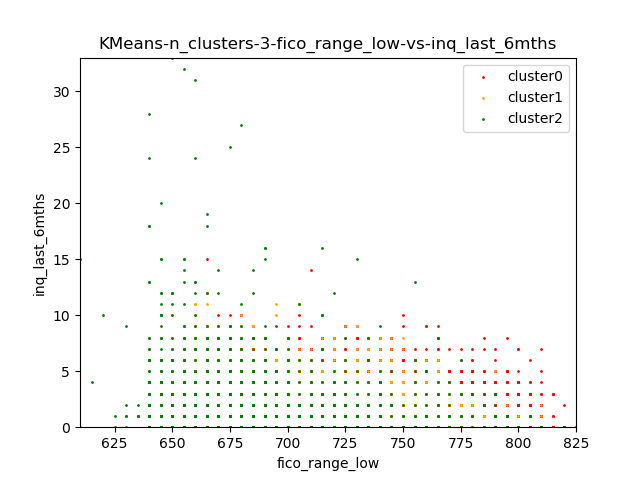 KMeans-n_clusters-3-fico_range_low-vs-inq_last_6mths
cluster0
cluster1
cluster2
inq_last_6mths
30
25
20
15
10
5
0
625 650 675 700 725 750 775 800 825
fico_range_low